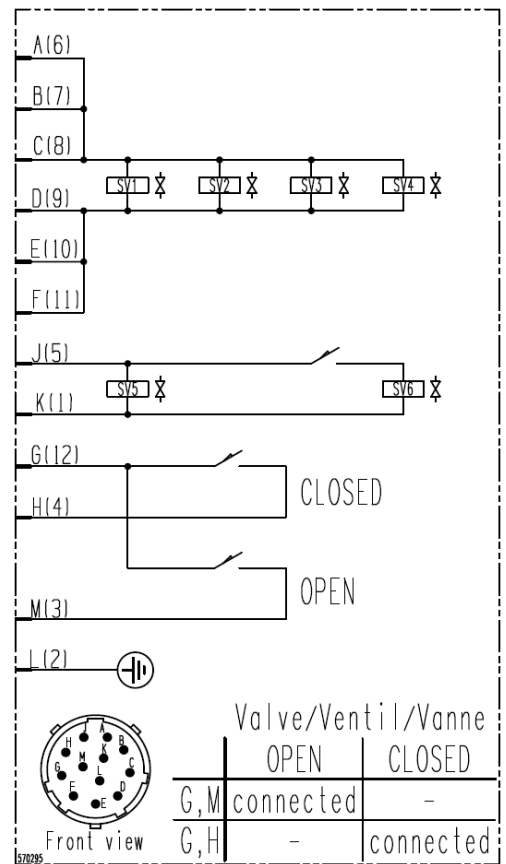 A(6)
B(7)
C(8)
SV1 SV2 SV3 SV4
D(9)
E(10)
F(11)
J(5)
SV5 SV6
K(1)
G(12)
CLOSED
H(4)
OPEN
M(3)
L(2)
Valve/Ventil/Vanne
OPEN CLOSED
G,M connected -
G,H - connected
J A
H B
K
M
G C
L
F D
E
Front view
570295